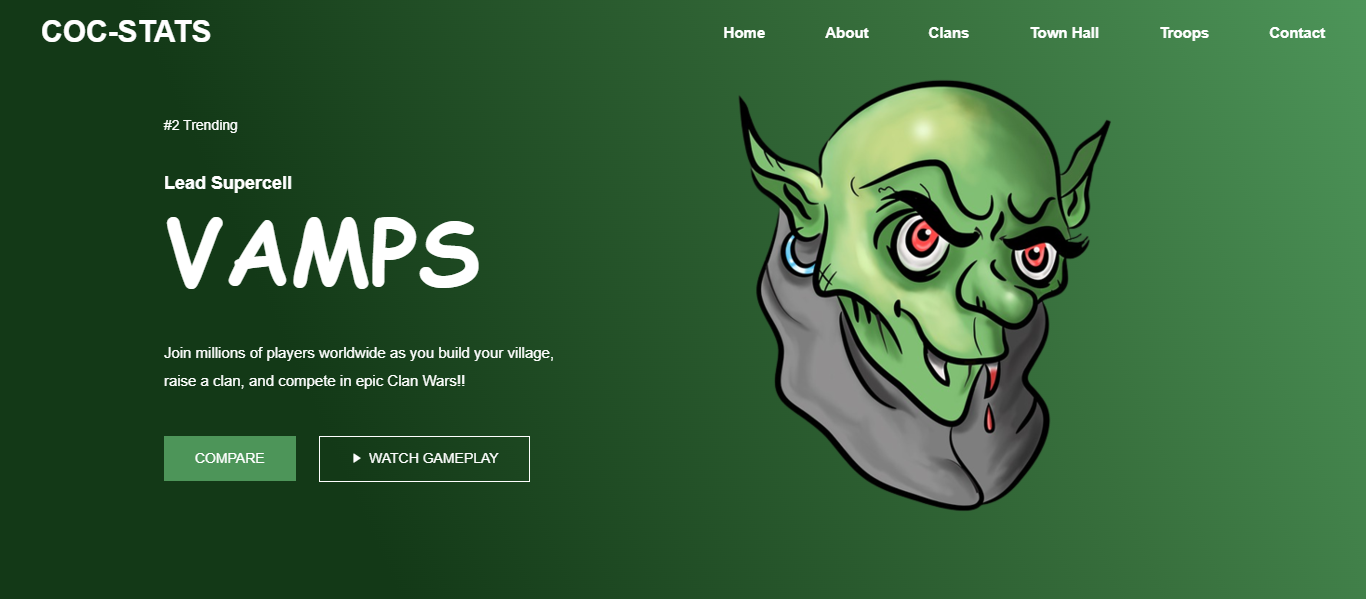 COC-STATS
Home About Clans Town Hall Troops Contact
#2 Trending
Lead Supercell
VAMPS
Join millions of players worldwide as you build your village,
raise a clan, and compete in epic Clan Wars!!
COMPARE
WATCH GAMEPLAY